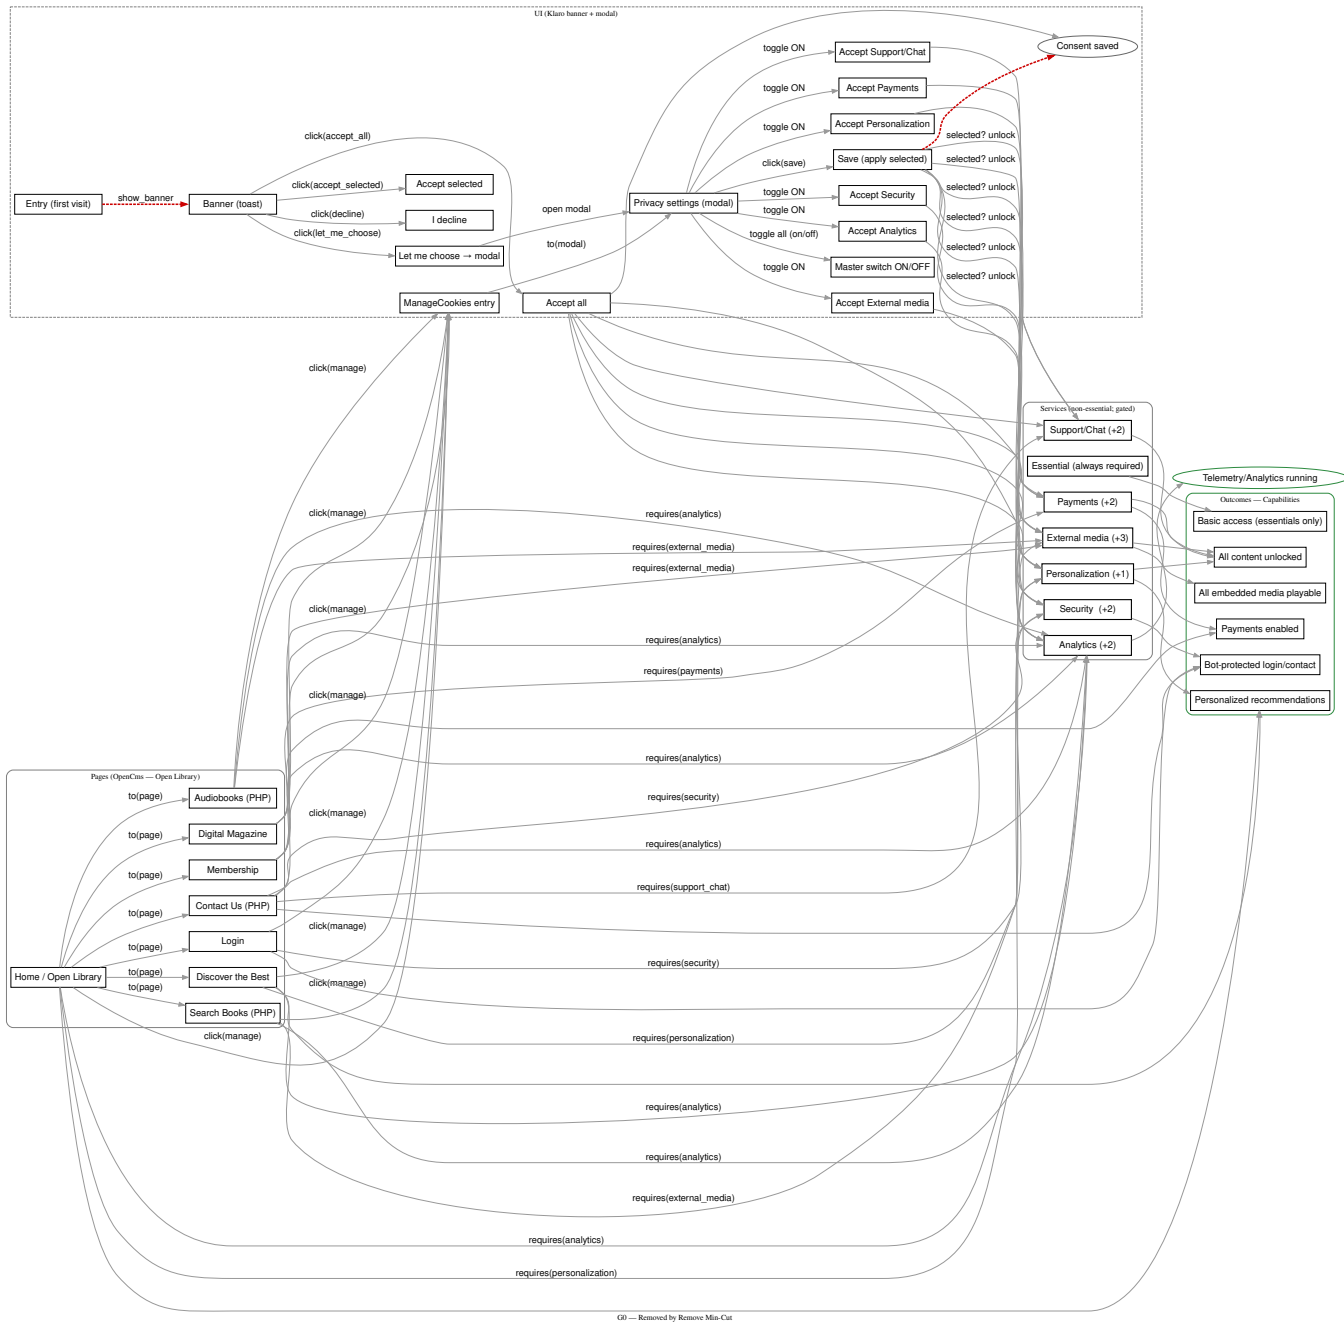 UI (Klaro banner + modal)
Consent saved
toggle ON
Accept Support/Chat
toggle ON
Accept Payments
toggle ON
Accept Personalization
click(accept_all)
selected? unlock
click(save)
Save (apply selected)
selected? unlock
click(accept_selected)
Accept selected
toggle ON
Accept Security
selected? unlock
Entry (first visit)
show_banner
Banner (toast)
Privacy settings (modal)
open modal
toggle ON
click(decline)
I decline
selected? unlock
click(let_me_choose)
toggle all (on/off)
Accept Analytics
to(modal)
selected? unlock
Let me choose → modal
toggle ON
Master switch ON/OFF
selected? unlock
ManageCookies entry
Accept all
Accept External media
click(manage)
Services (non-essential; gated)
Support/Chat (+2)
Essential (always required)
Telemetry/Analytics running
Outcomes — Capabilities
Payments (+2)
click(manage)
requires(analytics)
Basic access (essentials only)
External media (+3)
requires(external_media)
All content unlocked
requires(external_media)
Personalization (+1)
All embedded media playable
click(manage)
Security  (+2)
Payments enabled
requires(analytics)
Analytics (+2)
Bot-protected login/contact
requires(payments)
click(manage)
Personalized recommendations
requires(analytics)
Pages (OpenCms — Open Library)
to(page)
Audiobooks (PHP)
requires(security)
click(manage)
to(page)
Digital Magazine
requires(analytics)
to(page)
Membership
requires(support_chat)
to(page)
Contact Us (PHP)
click(manage)
to(page)
Login
requires(security)
Home / Open Library
to(page)
Discover the Best
click(manage)
to(page)
Search Books (PHP)
click(manage)
requires(personalization)
requires(analytics)
requires(analytics)
requires(external_media)
requires(analytics)
requires(personalization)
G0 — Removed by Remove Min-Cut